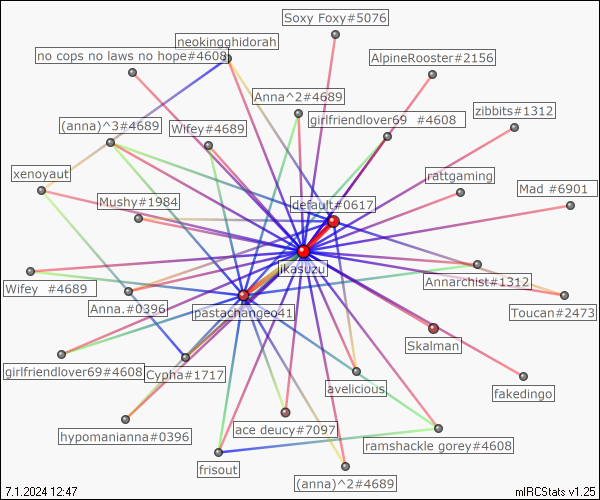 Soxy Foxy#5076
neokingghidorah
no cops no laws no hope#4608
AlpineRooster#2156
Anna^2#4689
zibbits#1312
girlfriendlover69 #4608
(anna)^3#4689
Wifey#4689
xenoyaut
rattgaming
Mad #6901
Mushy#1984
default#0617
jkasuzu
Annarchist#1312
Wifey #4689
Anna.#0396
pastachangeo41
Toucan#2473
Skalman
girlfriendlover69#4608
Cypha#1717
avelicious
fakedingo
ace deucy#7097
hypomanianna#0396
ramshackle gorey#4608
frisout
(anna)^2#4689
7.1.2024 12:47
mIRCStats v1.25